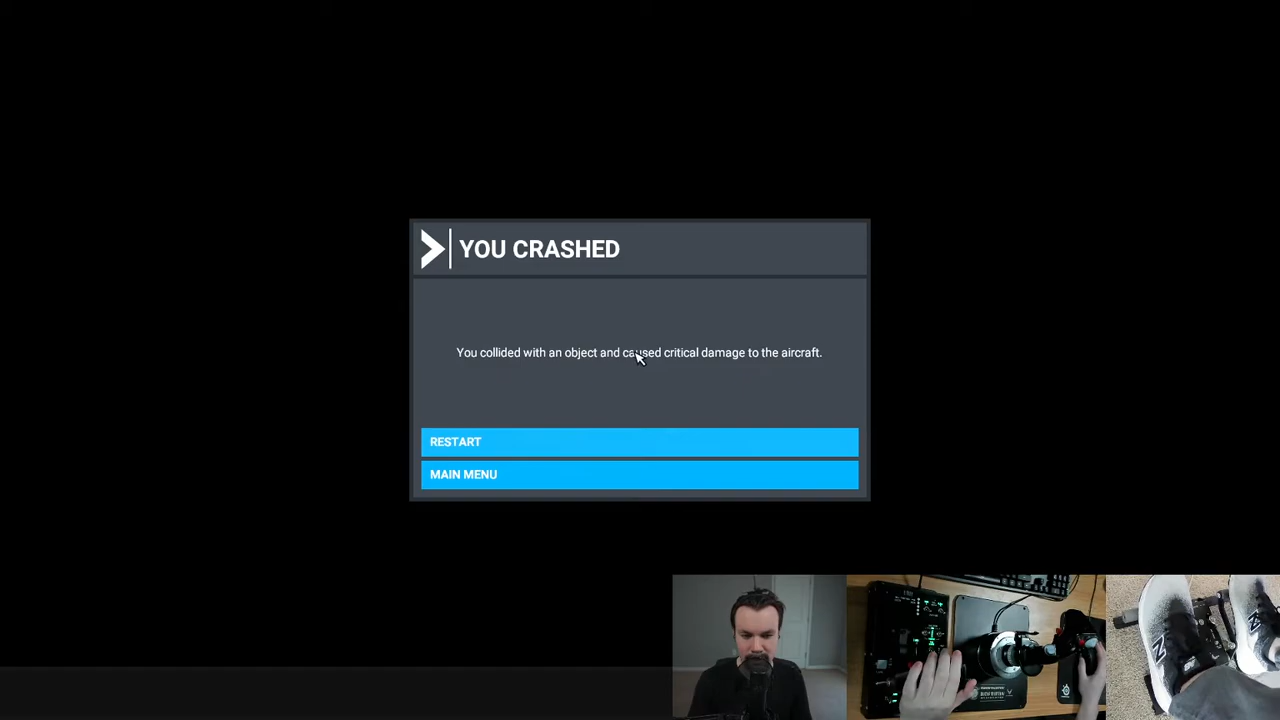 YOU CRASHED
You collided with an object and caused critical damage to the aircraft.
RESTART
MAIN MENU